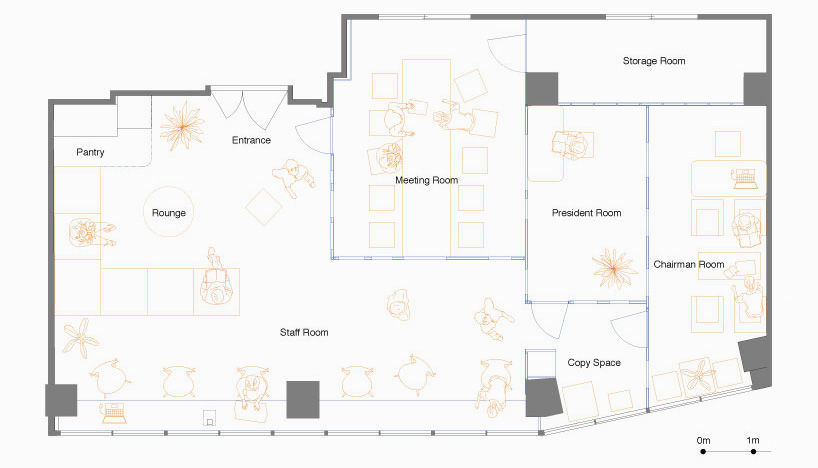 Storage Room
Entrance
Pantry
Meeting Room
Rounge
President Room
Chairman Room
Staff Room
Copy Space
0m 1m